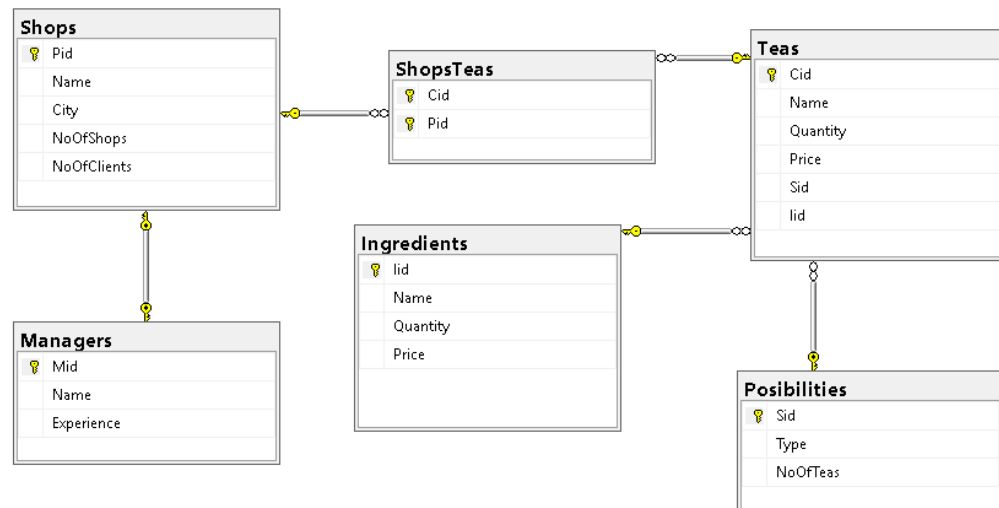 Shops
Pid
Name
City
NoOfShops
NoOfClients
ShopsTeas
Cid
Pid
Teas
Cid
Name
Quantity
Price
Sid
Iid
Ingredients
Iid
Name
Quantity
Price
Managers
Mid
Name
Experience
Posibilities
Sid
Type
NoOfTeas